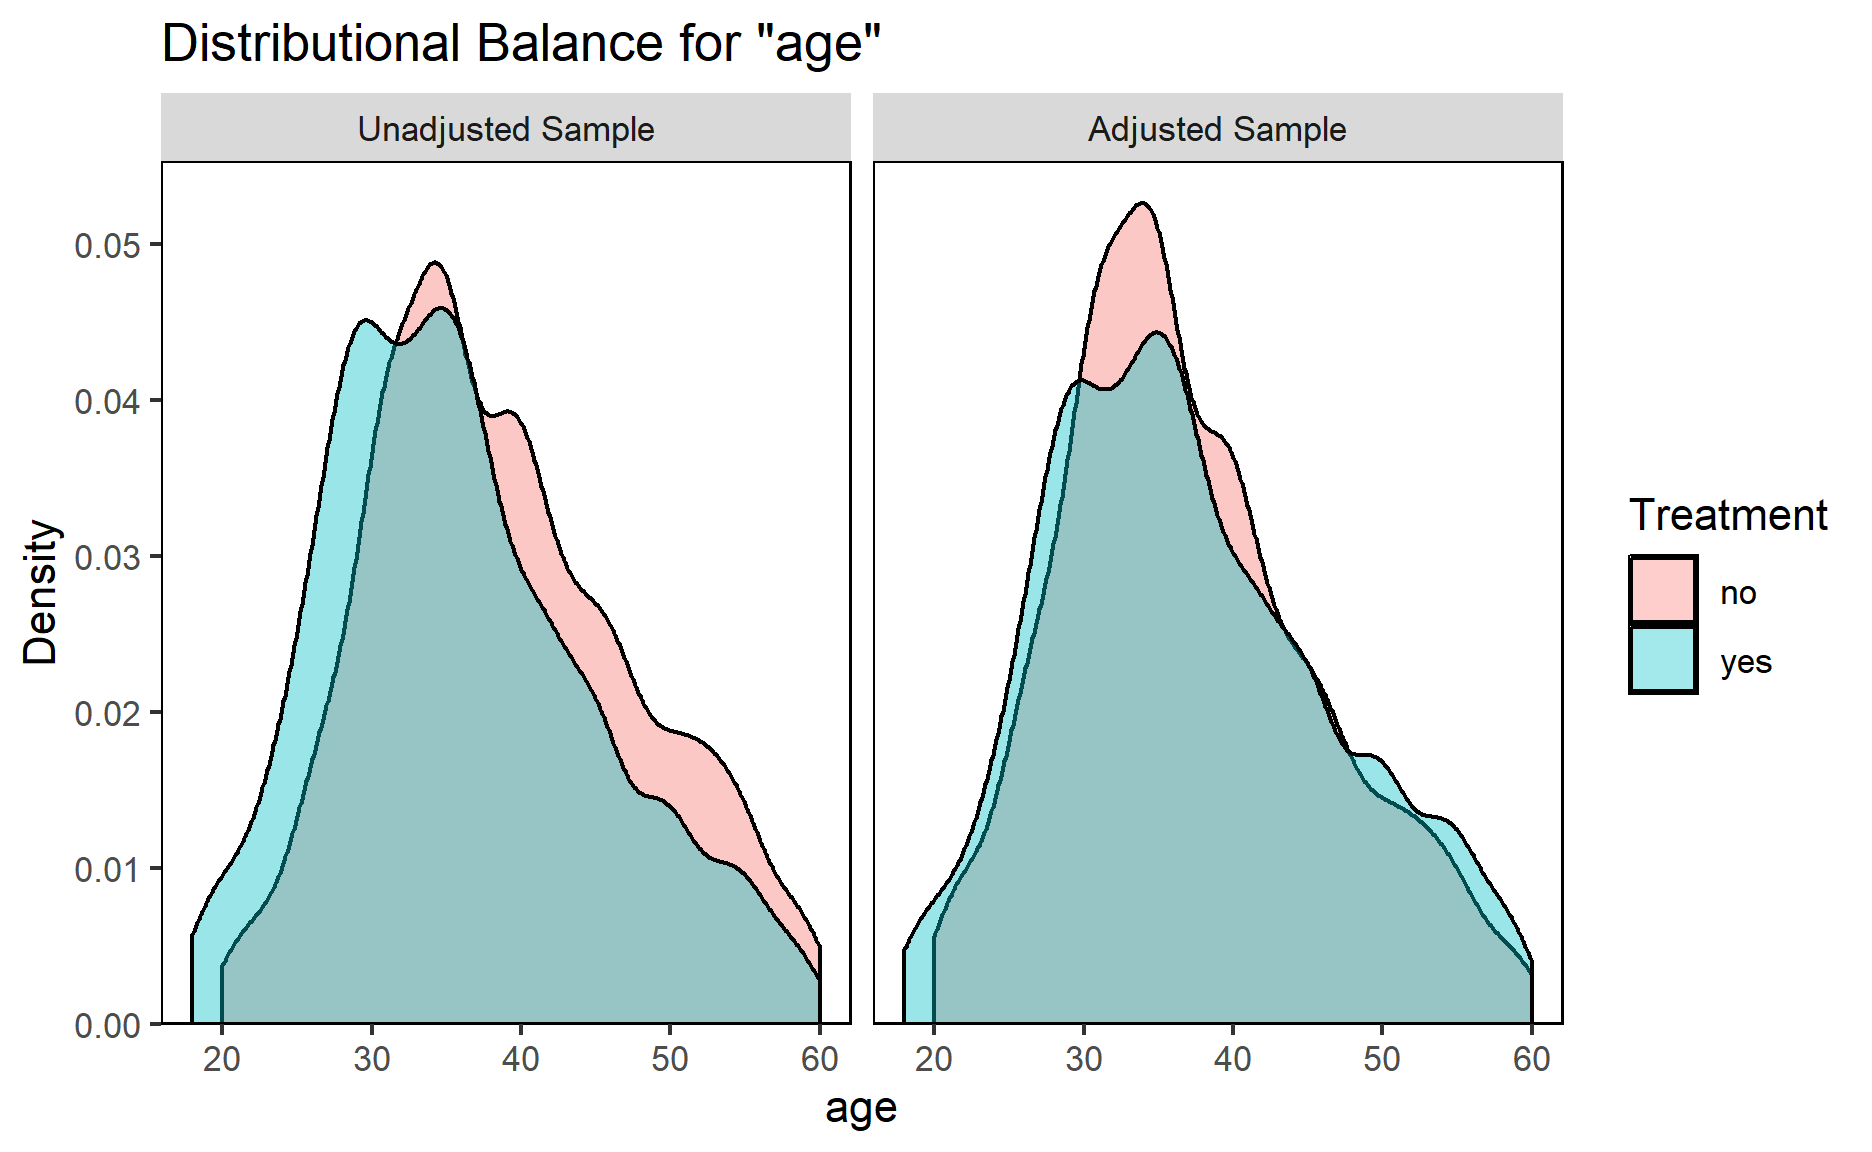 Distributional Balance for "age"
Unadjusted Sample
Adjusted Sample
Density
0.05
0.04
0.03
0.02
0.01
0.00
20 30 40 50 60
20 30 40 50 60
age
Treatment
no
yes